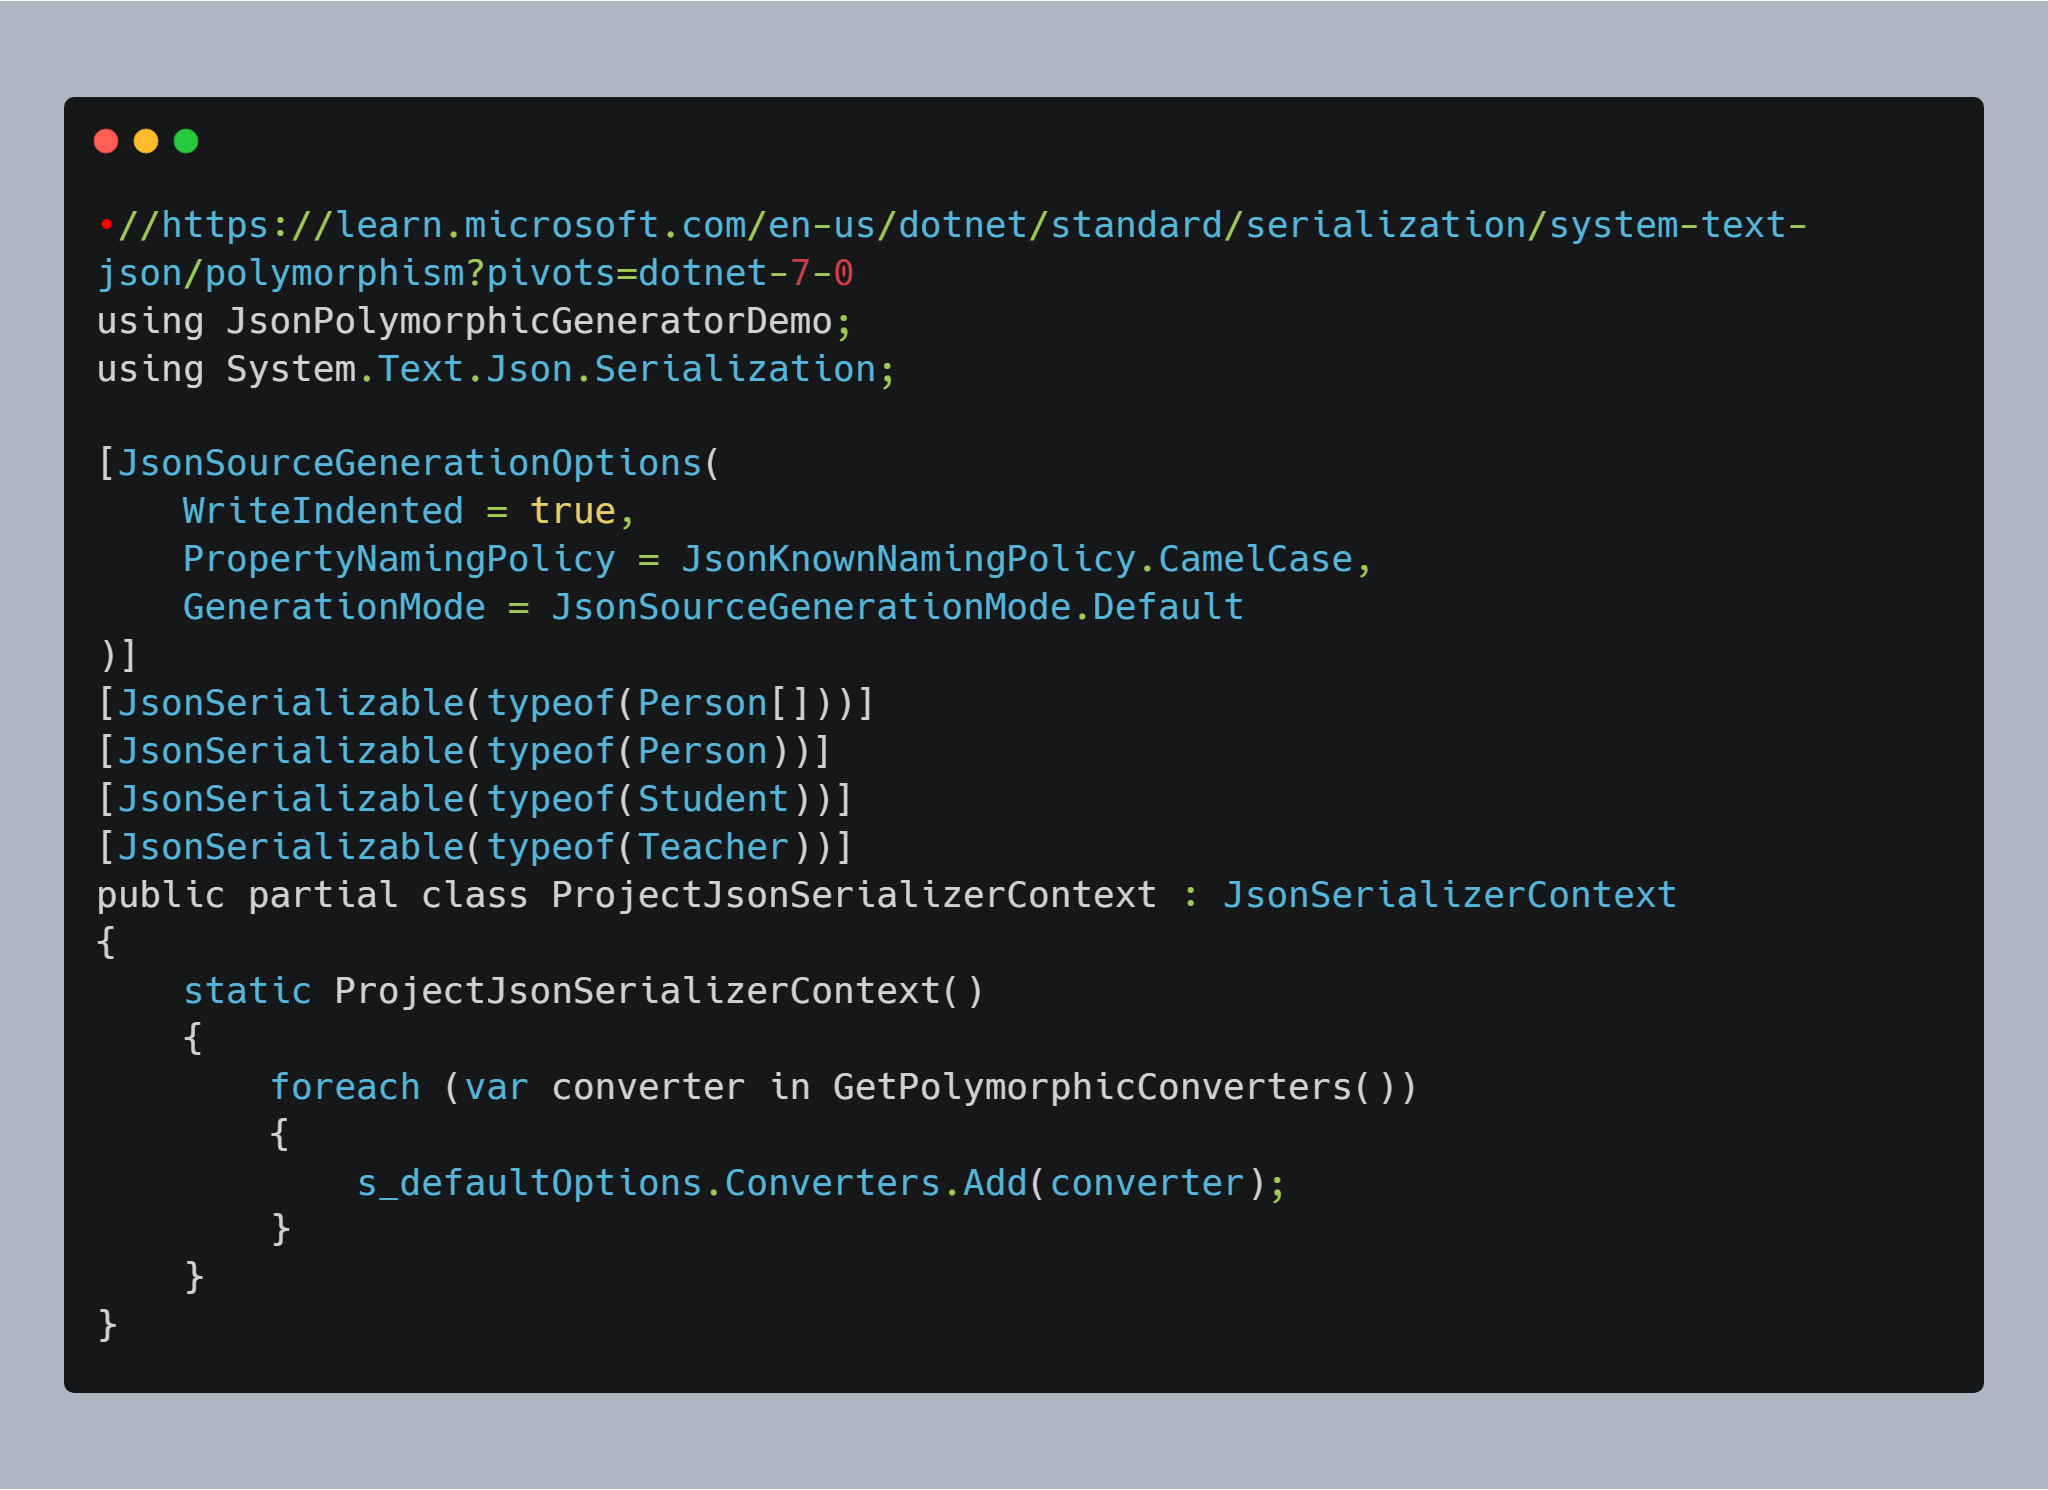 •//https://learn.microsoft.com/en-us/dotnet/standard/serialization/system-text-
json/polymorphism?pivots=dotnet-7-0
using JsonPolymorphicGeneratorDemo;
using System.Text.Json.Serialization;

[JsonSourceGenerationOptions(
    WriteIndented = true,
    PropertyNamingPolicy = JsonKnownNamingPolicy.CamelCase,
    GenerationMode = JsonSourceGenerationMode.Default
)]
[JsonSerializable(typeof(Person[]))]
[JsonSerializable(typeof(Person))]
[JsonSerializable(typeof(Student))]
[JsonSerializable(typeof(Teacher))]
public partial class ProjectJsonSerializerContext : JsonSerializerContext
{
    static ProjectJsonSerializerContext()
    {
        foreach (var converter in GetPolymorphicConverters())
        {
            s_defaultOptions.Converters.Add(converter);
        }
    }
}